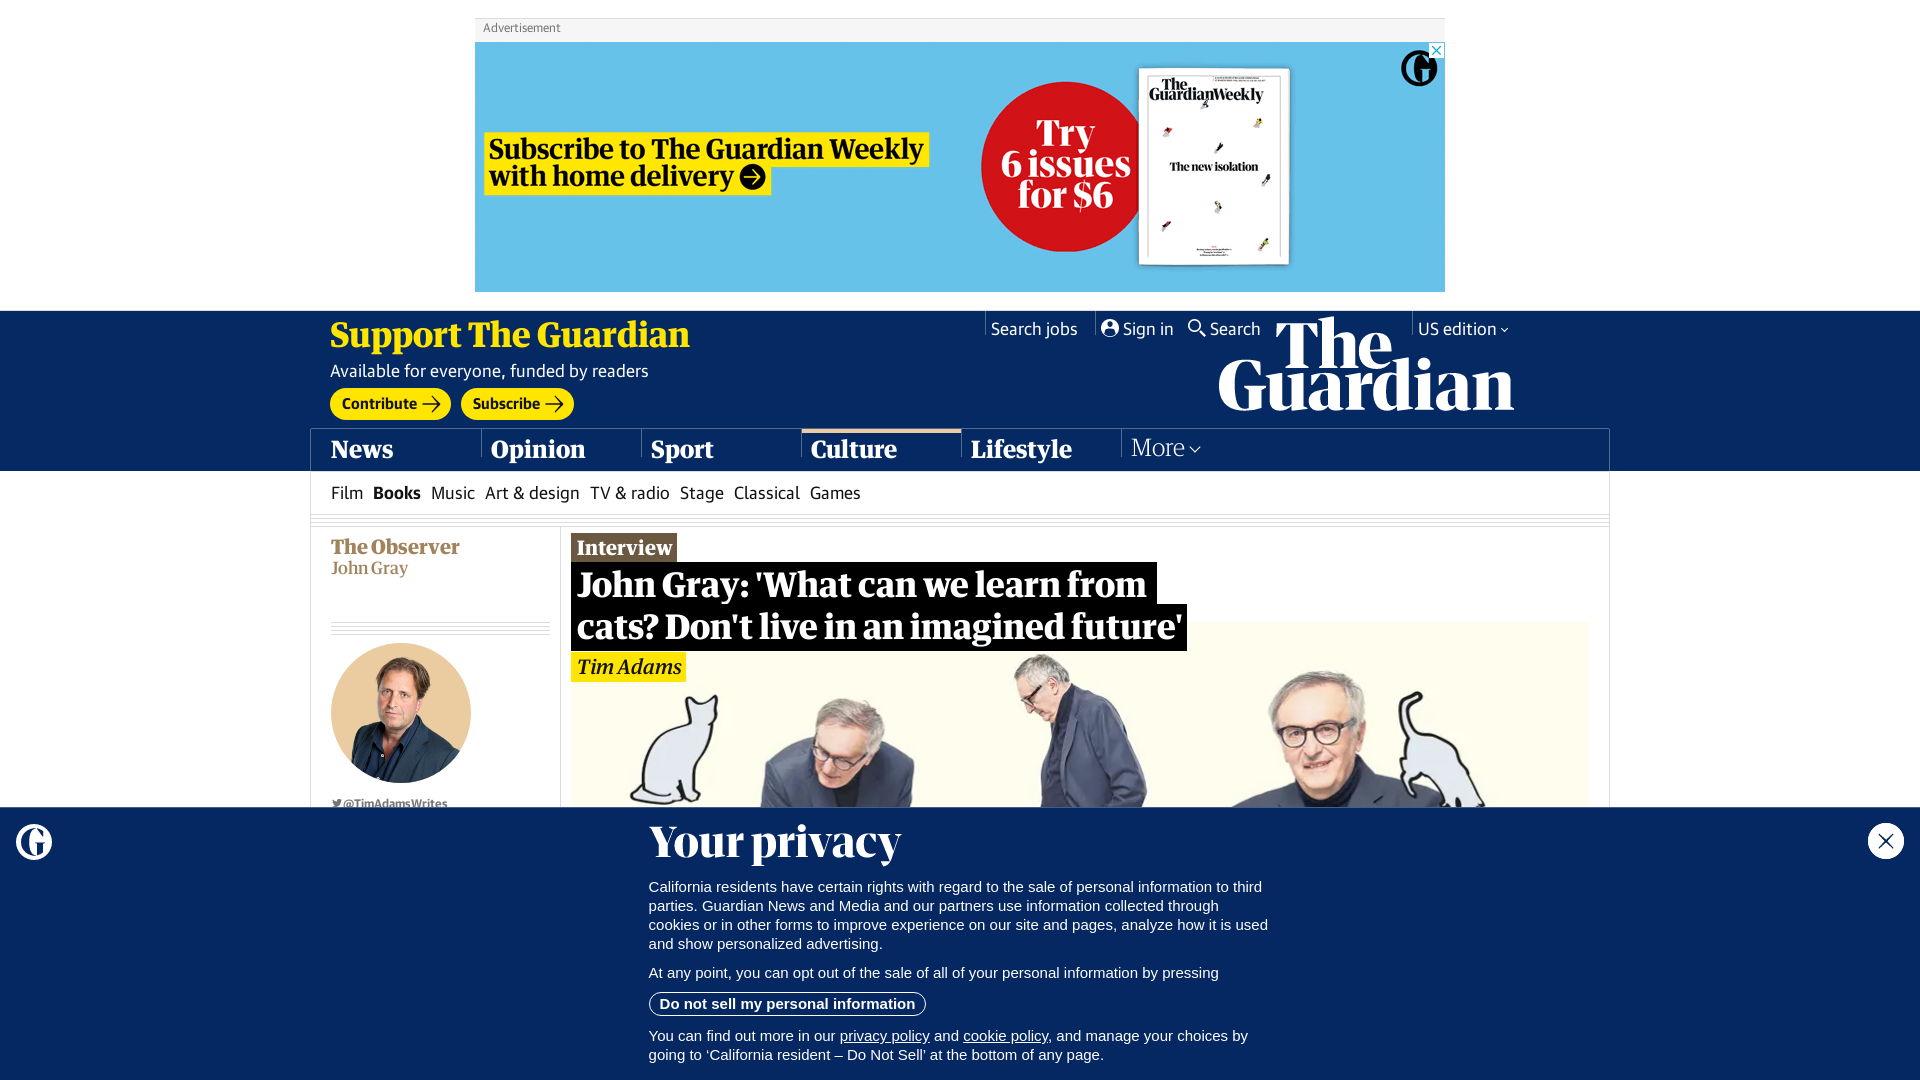 Advertisement
Subscribe to The Guardian Weekly
with home delivery
Try
6 issues
for $6
The
GuardianWeekly
The new isolation
Support The Guardian
Available for everyone, funded by readers
Contribute
Subscribe
Search jobs
Sign in
Search
US edition
The
Guardian
News
Opinion
Sport
Culture
Lifestyle
More
Film Books Music Art & design TV & radio Stage Classical Games
The Observer
John Gray
Interview
John Gray: 'What can we learn from
cats? Don't live in an imagined future'
Tim Adams
@TimAdamsWrites
Your privacy
California residents have certain rights with regard to the sale of personal information to third
parties. Guardian News and Media and our partners use information collected through
cookies or in other forms to improve experience on our site and pages, analyze how it is used
and show personalized advertising.
At any point, you can opt out of the sale of all of your personal information by pressing
Do not sell my personal information
You can find out more in our privacy policy and cookie policy, and manage your choices by
going to ‘California resident – Do Not Sell’ at the bottom of any page.